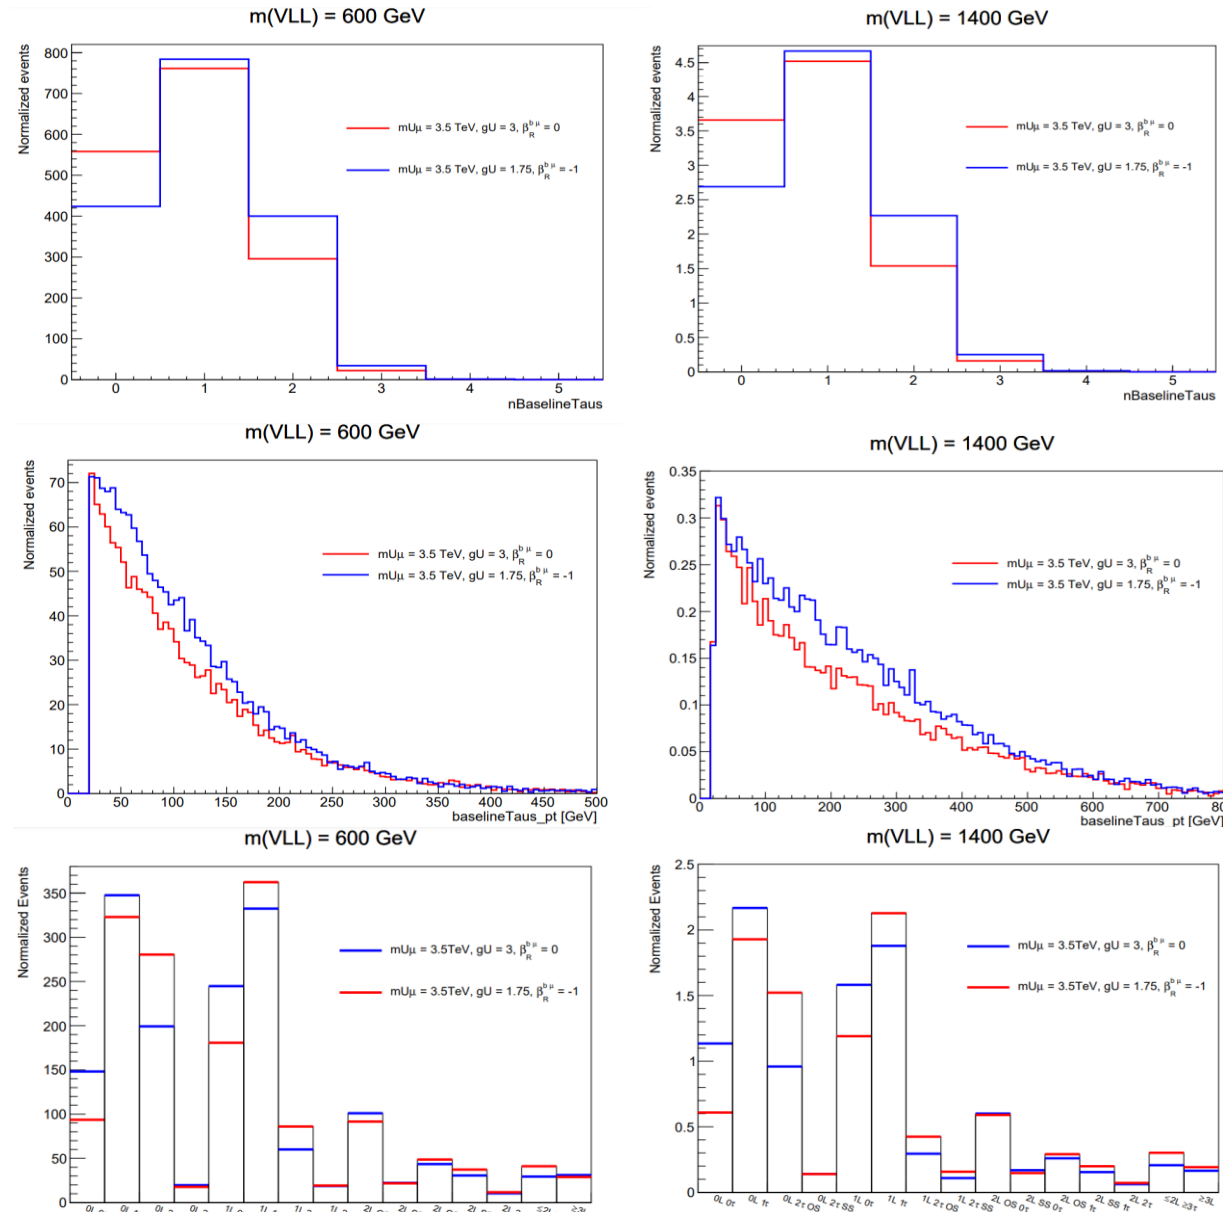 m(VLL) = 600 GeV
Normalized events
800
700
600
500
400
300
200
100
0
mUμ = 3.5 TeV, gU = 3, β_R^{b μ} = 0
mUμ = 3.5 TeV, gU = 1.75, β_R^{b μ} = -1
0 1 2 3 4 5
nBaselineTaus
m(VLL) = 1400 GeV
Normalized events
4.5
4
3.5
3
2.5
2
1.5
1
0.5
0
mUμ = 3.5 TeV, gU = 3, β_R^{b μ} = 0
mUμ = 3.5 TeV, gU = 1.75, β_R^{b μ} = -1
0 1 2 3 4 5
nBaselineTaus
m(VLL) = 600 GeV
Normalized events
70
60
50
40
30
20
10
0
mUμ = 3.5 TeV, gU = 3, β_R^{b μ} = 0
mUμ = 3.5 TeV, gU = 1.75, β_R^{b μ} = -1
0 50 100 150 200 250 300 350 400 450 500
baselineTaus_pt [GeV]
m(VLL) = 1400 GeV
Normalized events
0.35
0.3
0.25
0.2
0.15
0.1
0.05
0
mUμ = 3.5 TeV, gU = 3, β_R^{b μ} = 0
mUμ = 3.5 TeV, gU = 1.75, β_R^{b μ} = -1
100 200 300 400 500 600 700 80
baselineTaus_pt [GeV]
m(VLL) = 600 GeV
Normalized Events
350
300
250
200
150
100
50
0
mUμ = 3.5TeV, gU = 3, β_R^{b μ} = 0
mUμ = 3.5TeV, gU = 1.75, β_R^{b μ} = -1
m(VLL) = 1400 GeV
Normalized Events
2.5
2
1.5
1
0.5
0
mUμ = 3.5TeV, gU = 3, β_R^{b μ} = 0
mUμ = 3.5TeV, gU = 1.75, β_R^{b μ} = -1
0L 0τ 0L 1τ 0L 2τ OS 0L 2τ SS 1L 0τ 1L 1τ 1L 2τ OS 1L 2τ SS 2L OS 0τ 2L SS 0τ 2L OS 1τ 2L SS 1τ 2L 2τ ≤2L ≥3τ ≥3L